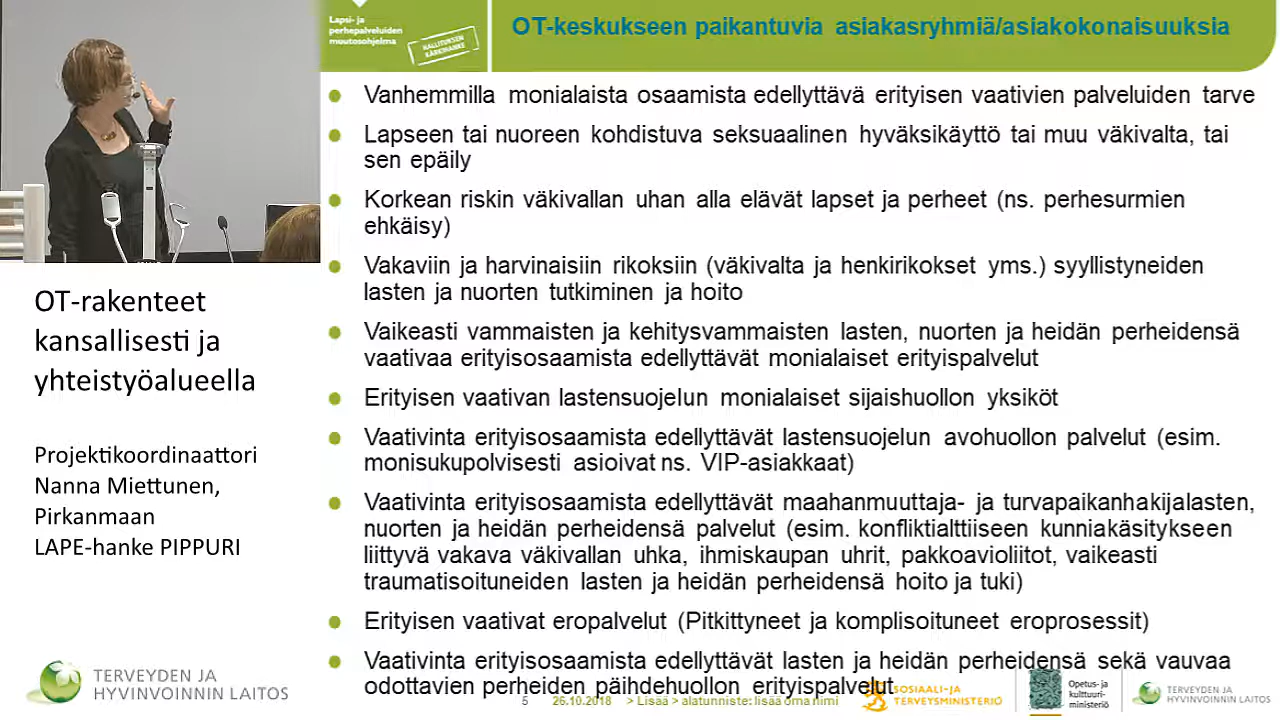 Lapsi- ja
perhepalveluiden
muutosohjelma
HALLITUKSEN
KÄRKIHANKE
OT-keskukseen paikantuvia asiakasryhmiä/asiakokonaisuuksia
Vanhemmilla monialaista osaamista edellyttävä erityisen vaativien palveluiden tarve
Lapseen tai nuoreen kohdistuva seksuaalinen hyväksikäyttö tai muu väkivalta, tai
sen epäily
Korkean riskin väkivallan uhan alla elävät lapset ja perheet (ns. perhesurmien
ehkäisy)
Vakaviin ja harvinaisiin rikoksiin (väkivalta ja henkirikokset yms.) syyllistyneiden
lasten ja nuorten tutkiminen ja hoito
Vaikeasti vammaisten ja kehitysvammaisten lasten, nuorten ja heidän perheidensä
vaativaa erityisosaamista edellyttävät monialaiset erityispalvelut
Erityisen vaativan lastensuojelun monialaiset sijaishuollon yksiköt
Vaativinta erityisosaamista edellyttävät lastensuojelun avohuollon palvelut (esim.
monisukupolvisesti asioivat ns. VIP-asiakkaat)
Vaativinta erityisosaamista edellyttävät maahanmuuttaja- ja turvapaikanhakijalasten,
nuorten ja heidän perheidensä palvelut (esim. konfliktialttiiseen kunniakäsitykseen
liittyvä vakava väkivallan uhka, ihmiskaupan uhrit, pakkoavioliitot, vaikeasti
traumatisoituneiden lasten ja heidän perheidensä hoito ja tuki)
Erityisen vaativat eropalvelut (Pitkittyneet ja komplisoituneet eroprosessit)
Vaativinta erityisosaamista edellyttävät lasten ja heidän perheidensä sekä vauvaa
odottavien perheiden päihdehuollon erityispalvelut
OT-rakenteet
kansallisesti ja
yhteistyöalueella
Projektikoordinaattori
Nanna Miettunen,
Pirkanmaan
LAPE-hanke PIPPURI
TERVEYDEN JA
HYVINVOINNIN LAITOS
5 26.10.2018 > Lisää > alatunniste: lisää oma nimi
SOSIAALI- JA
TERVEYSMINISTERIÖ
Opetus- ja
kulttuuri-
ministeriö
TERVEYDEN JA
HYVINVOINNIN LAITOS